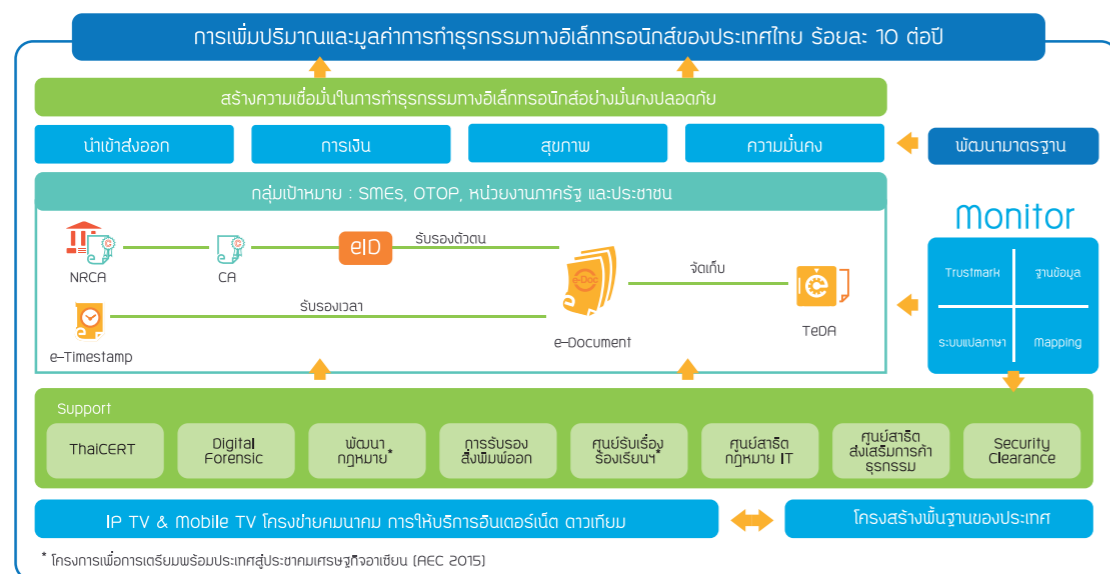 การเพิ่มปริมาณและมูลค่าการทำธุรกรรมทางอิเล็กทรอนิกส์ของประเทศไทย ร้อยละ 10 ต่อปี
สร้างความเชื่อมั่นในการทำธุรกรรมทางอิเล็กทรอนิกส์อย่างมั่นคงปลอดภัย
นำเข้าส่งออก
การเงิน
สุขภาพ
ความมั่นคง
พัฒนามาตรฐาน
กลุ่มเป้าหมาย : SMEs, OTOP, หน่วยงานภาครัฐ และประชาชน
NRCA
CA
eID
รับรองตัวตน
e-Doc
จัดเก็บ
TeDA
รับรองเวลา
e-Timestamp
e-Document
Monitor
Trustmark
ฐานข้อมูล
ระบบแปลภาษา
Mapping
Support
ThaiCERT
Digital
Forensic
พัฒนา
กฎหมาย*
การรับรอง
สิ่งพิมพ์ออก
ศูนย์รับเรื่อง
ร้องเรียนฯ*
ศูนย์สาธิต
กฎหมาย IT
ศูนย์สาธิต
ส่งเสริมการค้า
ธุรกรรม
Security
Clearance
IP TV & Mobile TV โครงข่ายคมนาคม การให้บริการอินเตอร์เน็ต ดาวเทียม
โครงสร้างพื้นฐานของประเทศ
* โครงการเพื่อการเตรียมพร้อมประเทศสู่ประชาคมเศรษฐกิจอาเซียน (AEC 2015)